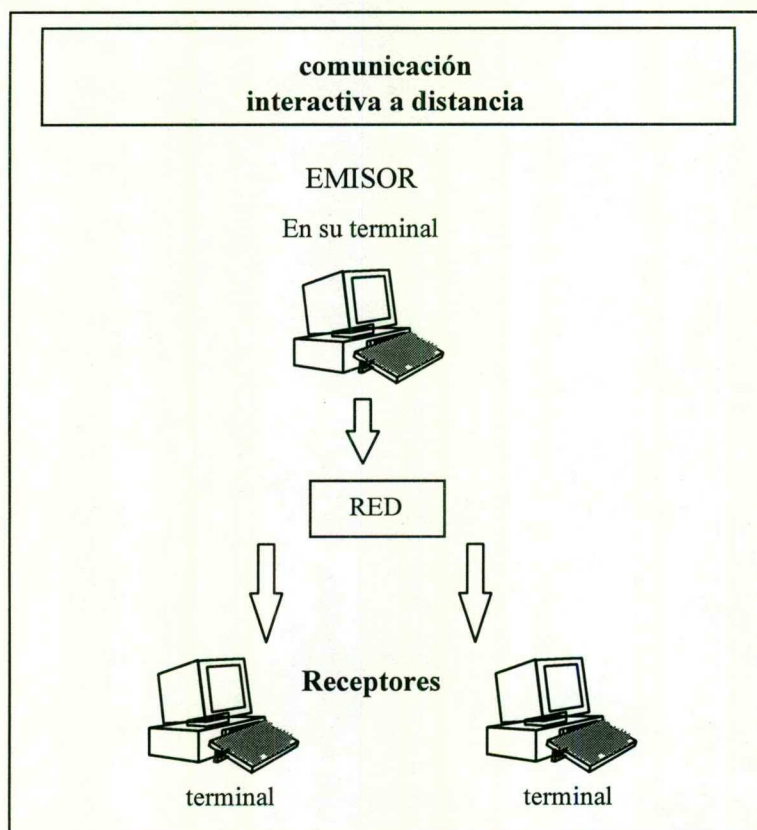 comunicación
interactiva a distancia
EMISOR
En su terminal
RED
Receptores
terminal
terminal